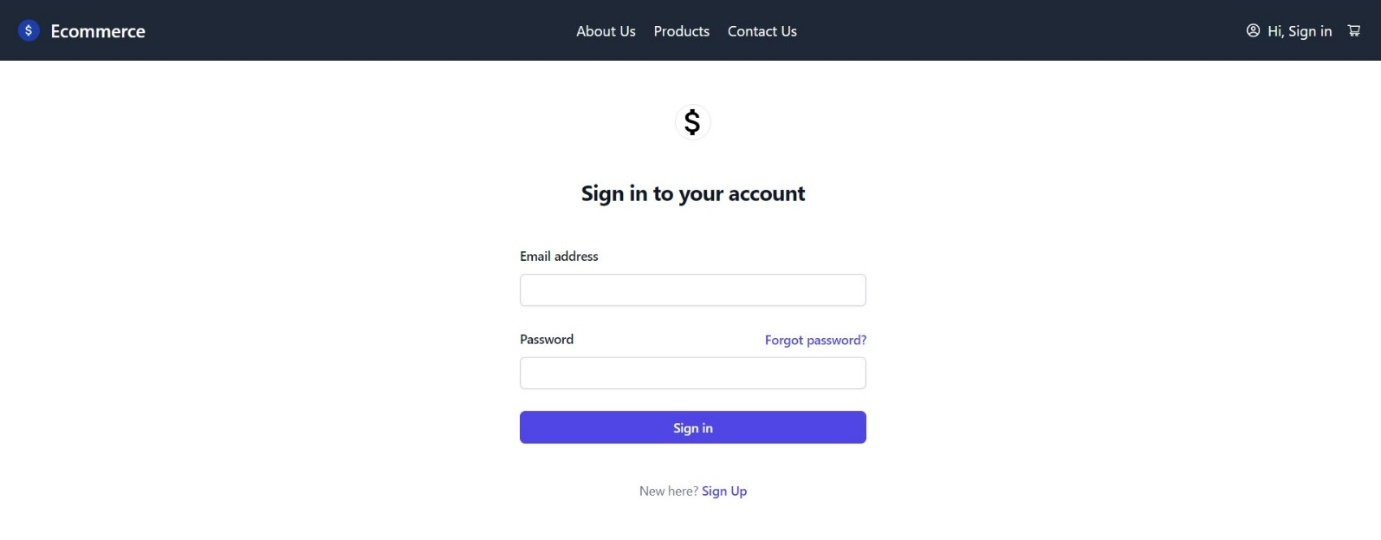 $ Ecommerce
About Us Products Contact Us
Hi, Sign in
$
Sign in to your account
Email address
Password Forgot password?
Sign in
New here? Sign Up